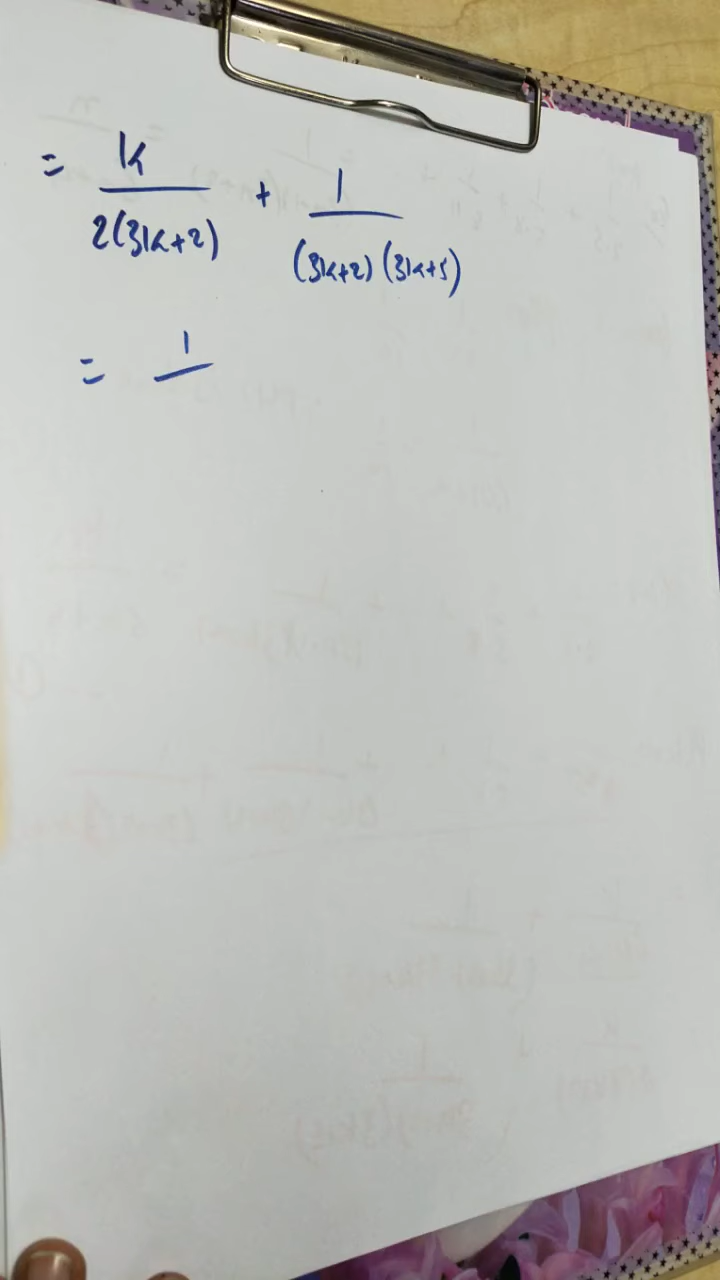 = k/2(3k+2) + 1/(3k+2)(3k+5)
= 1/